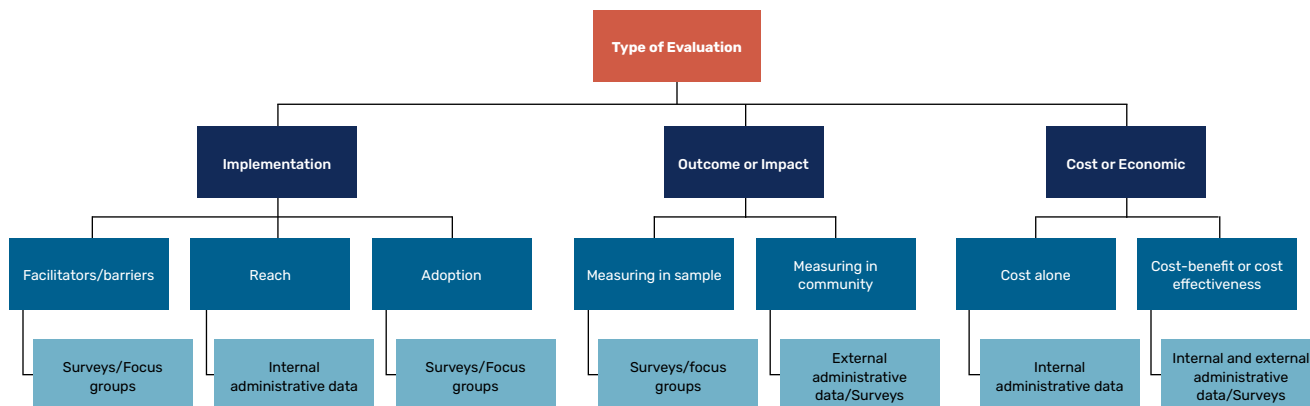 Type of Evaluation
Implementation
Outcome or Impact
Cost or Economic
Facilitators/barriers
Reach
Adoption
Measuring in sample
Measuring in
community
Cost alone
Cost-benefit or cost
effectiveness
Surveys/Focus
groups
Internal
administrative data
Surveys/Focus
groups
Surveys/focus
groups
External
administrative
data/Surveys
Internal
administrative data
Internal and external
administrative
data/Surveys